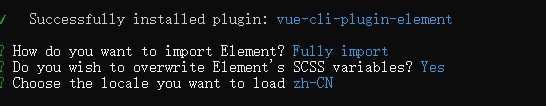 √   Successfully installed plugin: vue-cli-plugin-element
? How do you want to import Element? Fully import
? Do you wish to overwrite Element's SCSS variables? Yes
? Choose the locale you want to load zh-CN